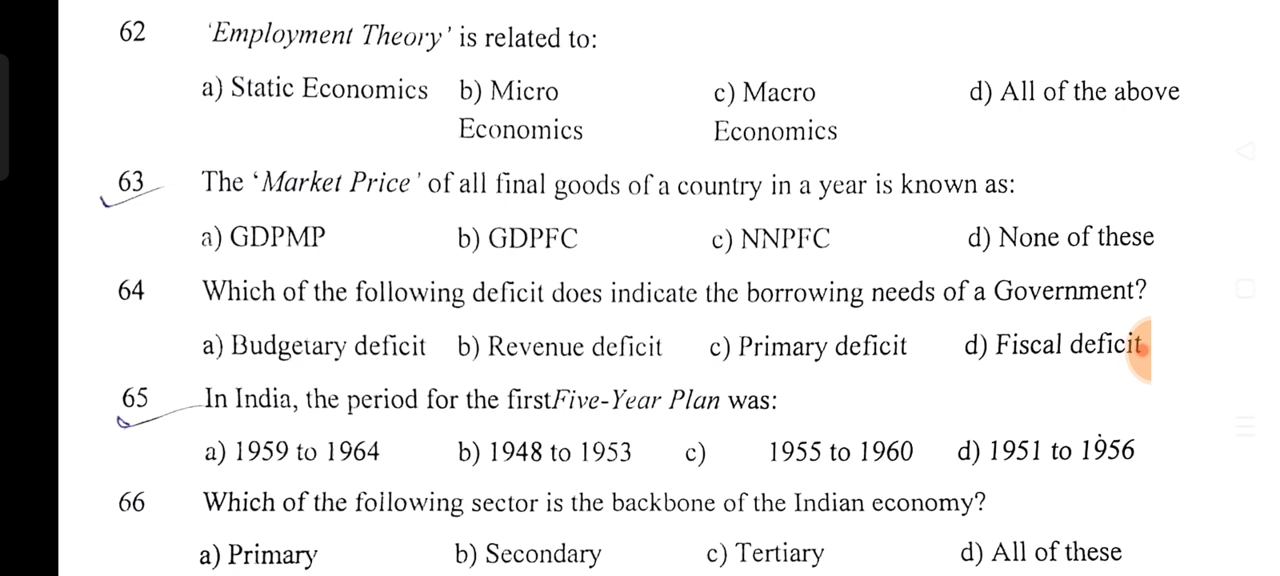 62 'Employment Theory' is related to:
a) Static Economics b) Micro Economics c) Macro Economics d) All of the above
63 The 'Market Price' of all final goods of a country in a year is known as:
a) GDPMP b) GDPFC c) NNPFC d) None of these
64 Which of the following deficit does indicate the borrowing needs of a Government?
a) Budgetary deficit b) Revenue deficit c) Primary deficit d) Fiscal deficit
65 In India, the period for the firstFive-Year Plan was:
a) 1959 to 1964 b) 1948 to 1953 c) 1955 to 1960 d) 1951 to 1956
66 Which of the following sector is the backbone of the Indian economy?
a) Primary b) Secondary c) Tertiary d) All of these